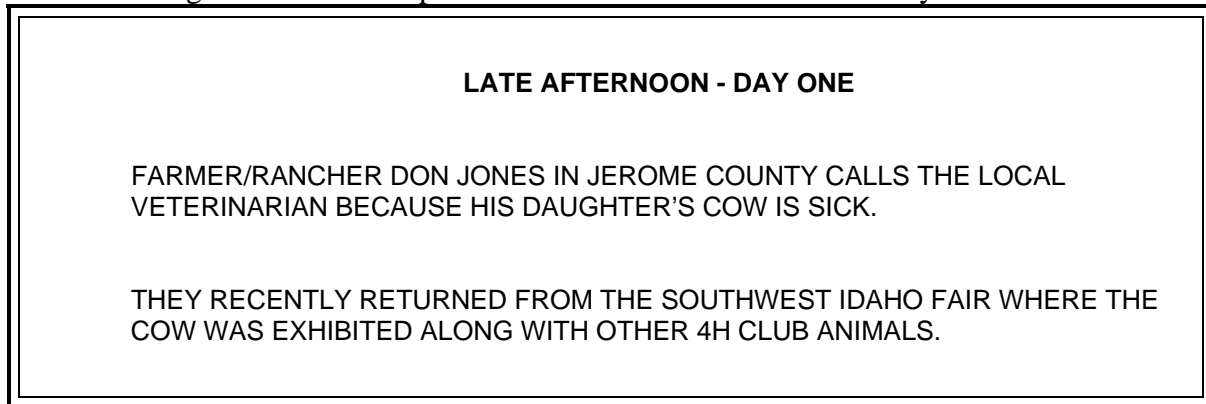 LATE AFTERNOON - DAY ONE
FARMER/RANCHER DON JONES IN JEROME COUNTY CALLS THE LOCAL
VETERINARIAN BECAUSE HIS DAUGHTER’S COW IS SICK.
THEY RECENTLY RETURNED FROM THE SOUTHWEST IDAHO FAIR WHERE THE
COW WAS EXHIBITED ALONG WITH OTHER 4H CLUB ANIMALS.